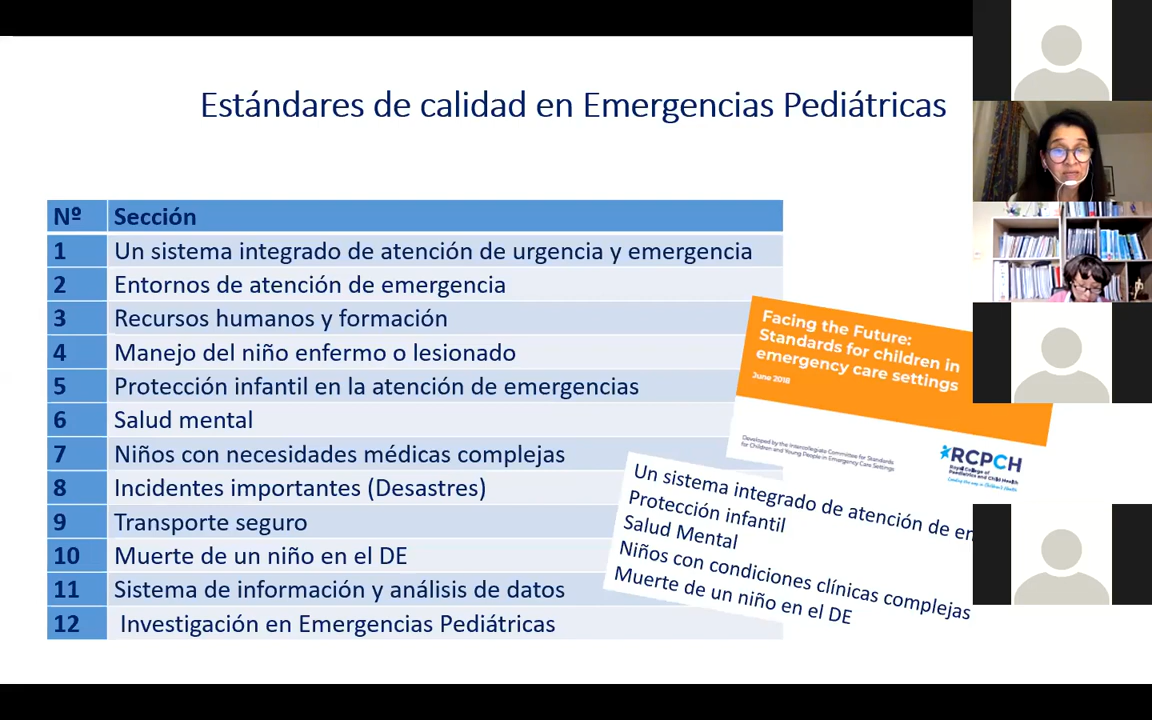 Estándares de calidad en Emergencias Pediátricas
Nº Sección
1 Un sistema integrado de atención de urgencia y emergencia
2 Entornos de atención de emergencia
3 Recursos humanos y formación
4 Manejo del niño enfermo o lesionado
5 Protección infantil en la atención de emergencias
6 Salud mental
7 Niños con necesidades médicas complejas
8 Incidentes importantes (Desastres)
9 Transporte seguro
10 Muerte de un niño en el DE
11 Sistema de información y análisis de datos
12 Investigación en Emergencias Pediátricas
Facing the Future:
Standards for children in
emergency care settings
June 2018
Developed by the Intercollegiate Committee for Standards
for Children and Young People in Emergency Care Settings
RCPCH
Royal College of
Paediatrics and Child Health
Leading the way in Children's Health
Un sistema integrado de atención de
Protección infantil
Salud Mental
Niños con condiciones clínicas complejas
Muerte de un niño en el DE